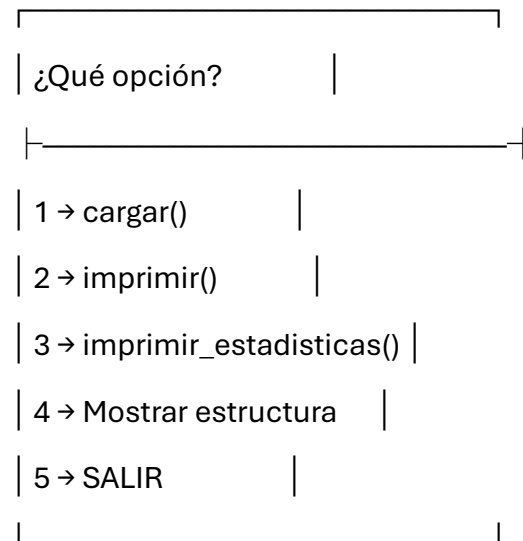 ¿Qué opción?
1 → cargar()
2 → imprimir()
3 → imprimir_estadisticas()
4 → Mostrar estructura
5 → SALIR